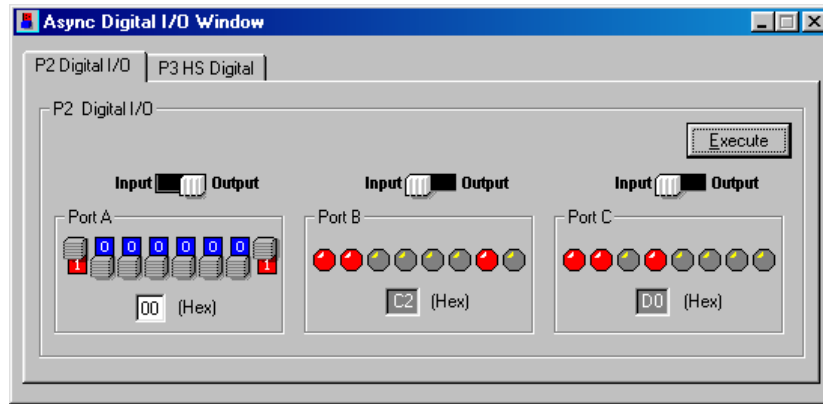 Async Digital I/O Window
P2 Digital I/O P3 HS Digital
P2 Digital I/O
Execute
Input Output Input Output Input Output
Port A Port B Port C
1 0 0 0 0 0 0 1
00 (Hex) C2 (Hex) D0 (Hex)